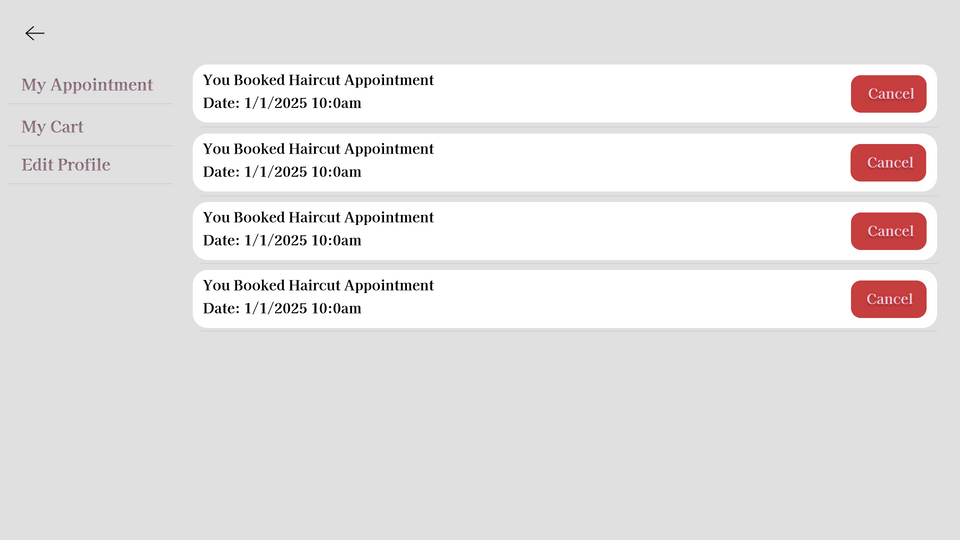 My Appointment
My Cart
Edit Profile
You Booked Haircut Appointment
Date: 1/1/2025 10:0am
Cancel
You Booked Haircut Appointment
Date: 1/1/2025 10:0am
Cancel
You Booked Haircut Appointment
Date: 1/1/2025 10:0am
Cancel
You Booked Haircut Appointment
Date: 1/1/2025 10:0am
Cancel